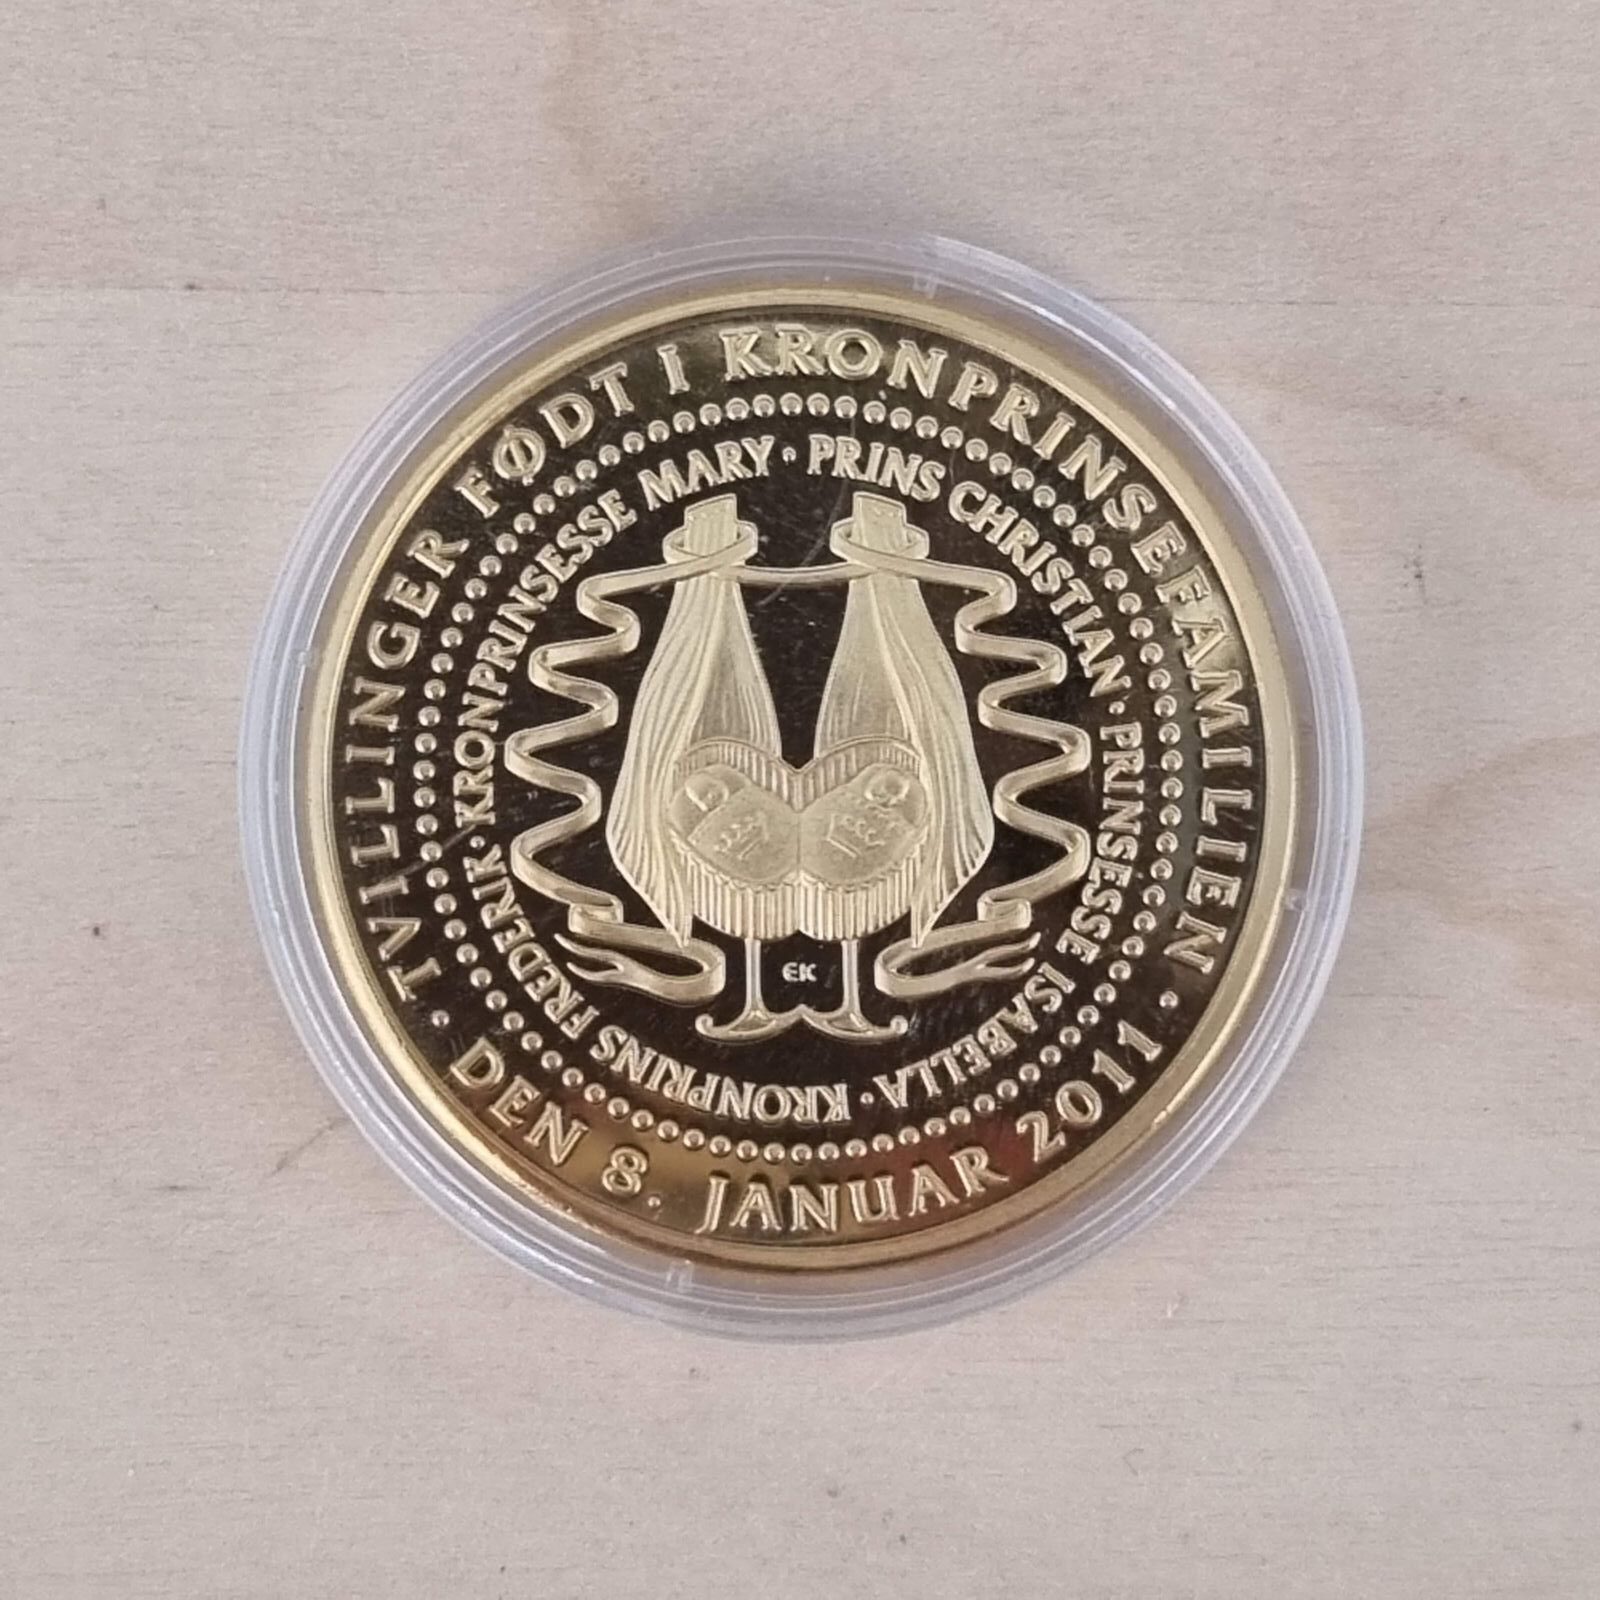 TVILLINGER FØDT I KRONPRINSEFAMILIEN ·
DEN 8. JANUAR 2011 ·
KRONPRINS FREDERIK · KRONPRINSESSE MARY · PRINS CHRISTIAN · PRINSESSE ISABELLA ·
EK